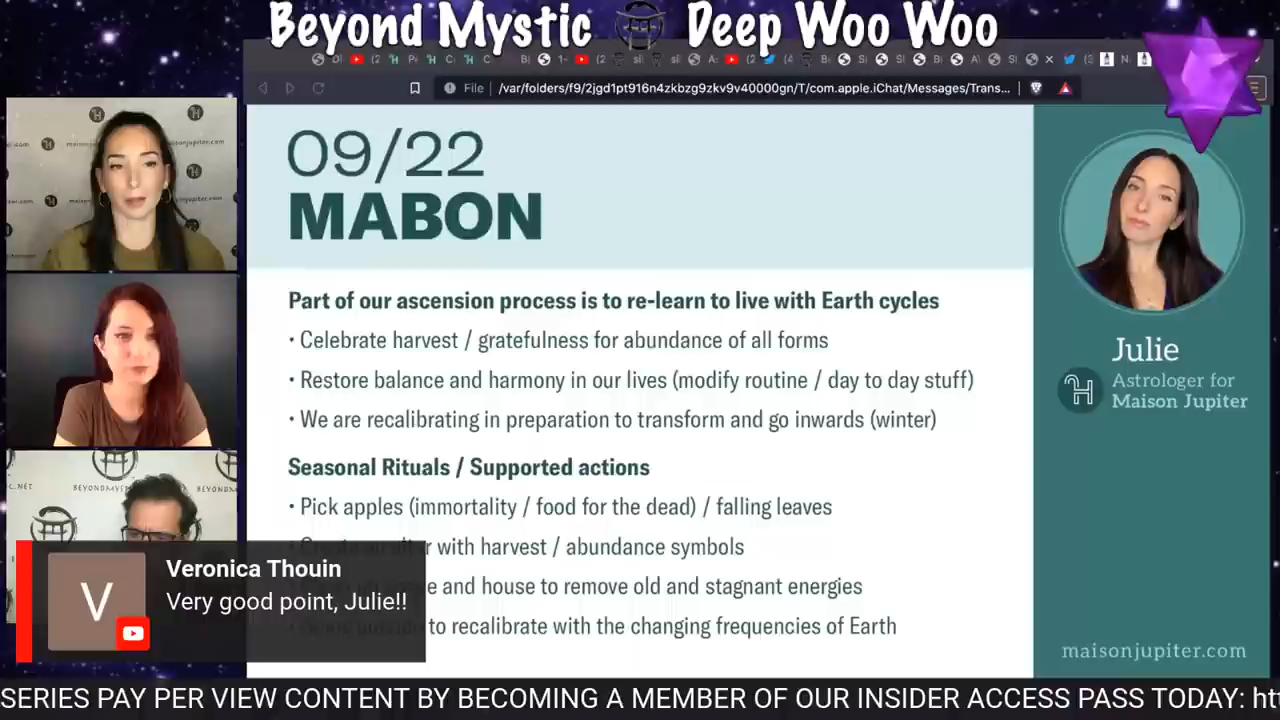 Beyond Mystic Deep Woo Woo
File /var/folders/f9/2jgd1pt916n4zkbzg9zkv9v40000gn/T/com.apple.iChat/Messages/Trans...
09/22
MABON
Part of our ascension process is to re-learn to live with Earth cycles
• Celebrate harvest / gratefulness for abundance of all forms
• Restore balance and harmony in our lives (modify routine / day to day stuff)
• We are recalibrating in preparation to transform and go inwards (winter)
Seasonal Rituals / Supported actions
• Pick apples (immortality / food for the dead) / falling leaves
with harvest / abundance symbols
and house to remove old and stagnant energies
to recalibrate with the changing frequencies of Earth
Julie
Astrologer for
Maison Jupiter
maisonjupiter.com
V
Veronica Thouin
Very good point, Julie!!
SERIES PAY PER VIEW CONTENT BY BECOMING A MEMBER OF OUR INSIDER ACCESS PASS TODAY: ht